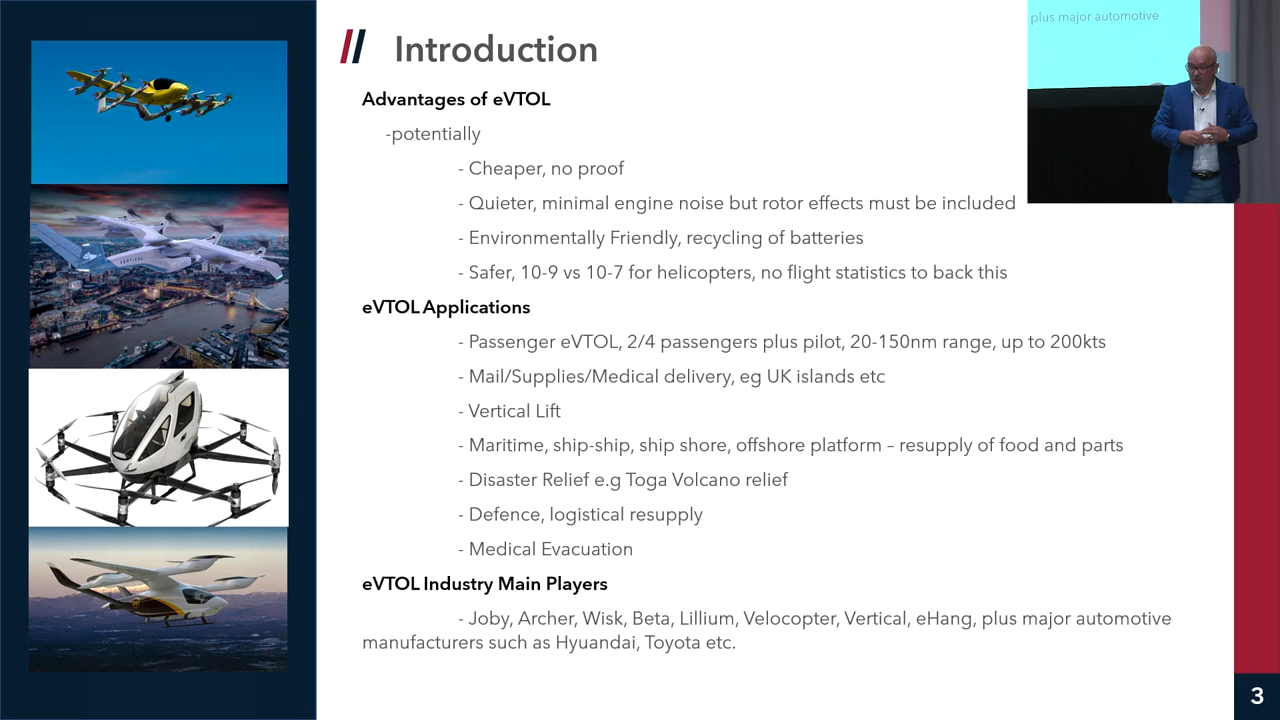 Introduction
Advantages of eVTOL
-potentially
- Cheaper, no proof
- Quieter, minimal engine noise but rotor effects must be included
- Environmentally Friendly, recycling of batteries
- Safer, 10-9 vs 10-7 for helicopters, no flight statistics to back this
eVTOL Applications
- Passenger eVTOL, 2/4 passengers plus pilot, 20-150nm range, up to 200kts
- Mail/Supplies/Medical delivery, eg UK islands etc
- Vertical Lift
- Maritime, ship-ship, ship shore, offshore platform – resupply of food and parts
- Disaster Relief e.g Toga Volcano relief
- Defence, logistical resupply
- Medical Evacuation
eVTOL Industry Main Players
- Joby, Archer, Wisk, Beta, Lillium, Velocopter, Vertical, eHang, plus major automotive
manufacturers such as Hyuandai, Toyota etc.
plus major automotive
VERTICAL
3